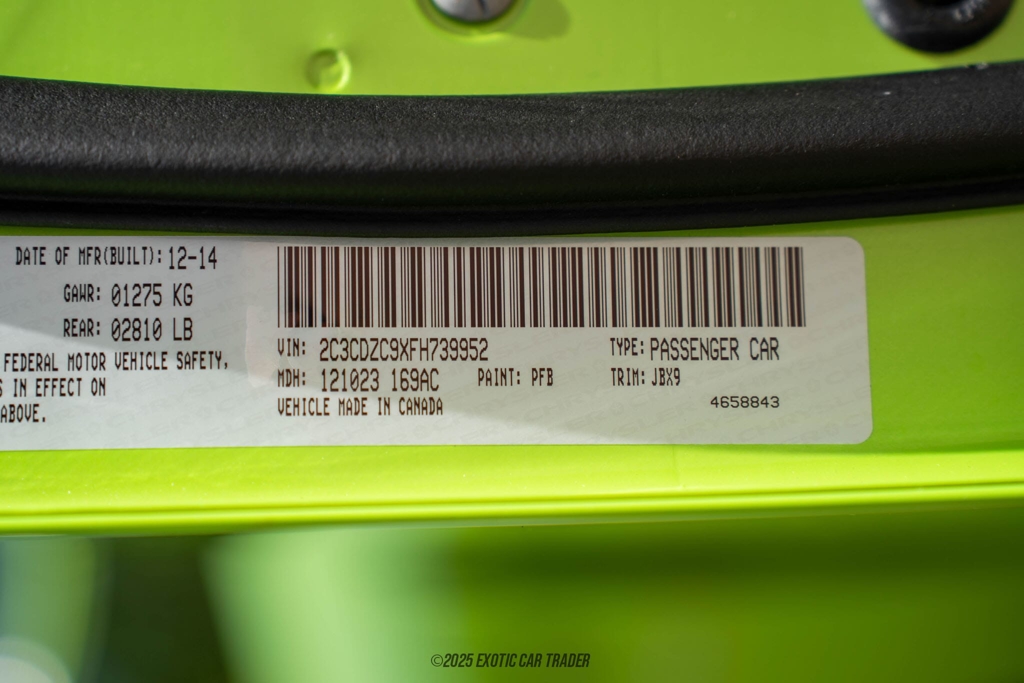 DATE OF MFR(BUILT): 12-14
GAWR: 01275 KG
REAR: 02810 LB
FEDERAL MOTOR VEHICLE SAFETY,
S IN EFFECT ON
ABOVE.
VIN: 2C3CDZC9XFH739952
TYPE: PASSENGER CAR
MDH: 121023 169AC
PAINT: PFB
TRIM: JBX9
VEHICLE MADE IN CANADA
4658843
©2025 EXOTIC CAR TRADER